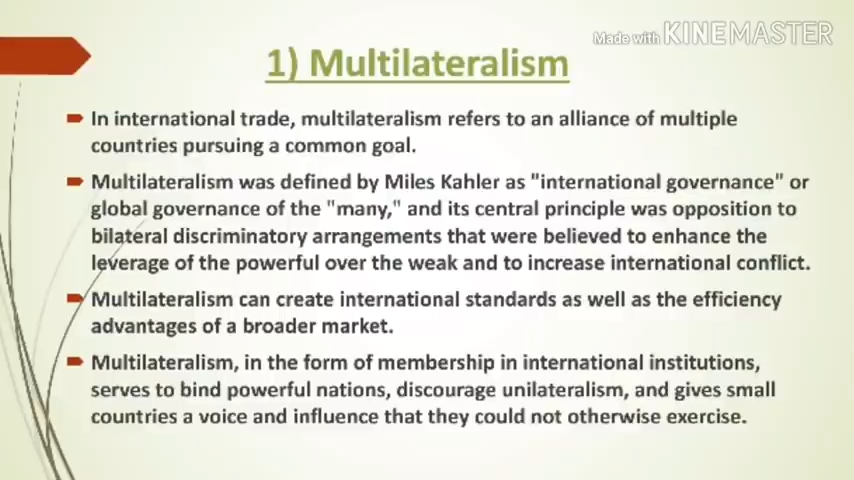 Made with KINEMASTER
1) Multilateralism
In international trade, multilateralism refers to an alliance of multiple
countries pursuing a common goal.
Multilateralism was defined by Miles Kahler as "international governance" or
global governance of the "many," and its central principle was opposition to
bilateral discriminatory arrangements that were believed to enhance the
leverage of the powerful over the weak and to increase international conflict.
Multilateralism can create international standards as well as the efficiency
advantages of a broader market.
Multilateralism, in the form of membership in international institutions,
serves to bind powerful nations, discourage unilateralism, and gives small
countries a voice and influence that they could not otherwise exercise.